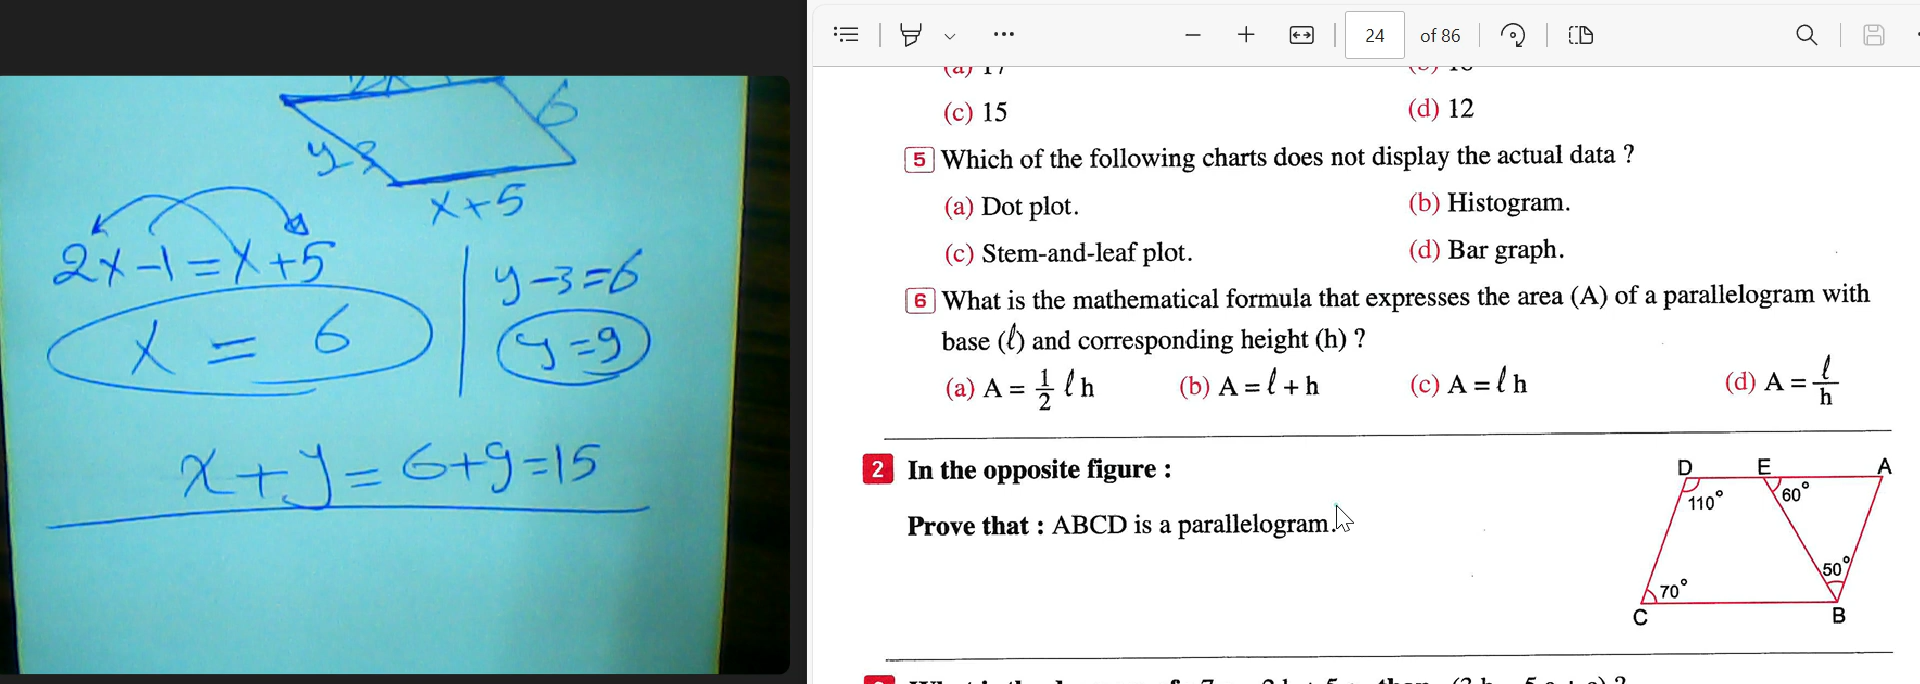 6
y-3
x+5
2x-1=x+5
x = 6
y-3=6
y=9
x+y=6+9=15
24 of 86
(c) 15 (d) 12
5 Which of the following charts does not display the actual data ?
(a) Dot plot. (b) Histogram.
(c) Stem-and-leaf plot. (d) Bar graph.
6 What is the mathematical formula that expresses the area (A) of a parallelogram with
base (ℓ) and corresponding height (h) ?
(a) A = 1/2 ℓ h (b) A = ℓ + h (c) A = ℓ h (d) A = ℓ/h
2 In the opposite figure :
Prove that : ABCD is a parallelogram.
D E A
110° 60°
50°
70°
C B